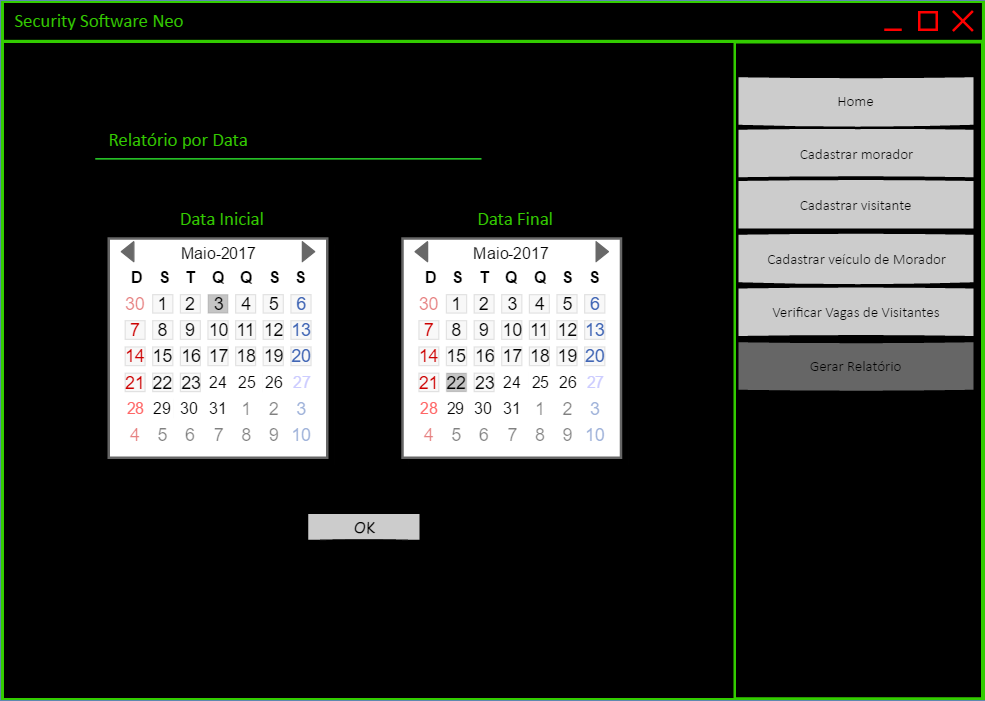 Security Software Neo
Relatório por Data
Data Inicial
Maio-2017
D S T Q Q S S
30 1 2 3 4 5 6
7 8 9 10 11 12 13
14 15 16 17 18 19 20
21 22 23 24 25 26 27
28 29 30 31 1 2 3
4 5 6 7 8 9 10
Data Final
Maio-2017
D S T Q Q S S
30 1 2 3 4 5 6
7 8 9 10 11 12 13
14 15 16 17 18 19 20
21 22 23 24 25 26 27
28 29 30 31 1 2 3
4 5 6 7 8 9 10
OK
Home
Cadastrar morador
Cadastrar visitante
Cadastrar veículo de Morador
Verificar Vagas de Visitantes
Gerar Relatório